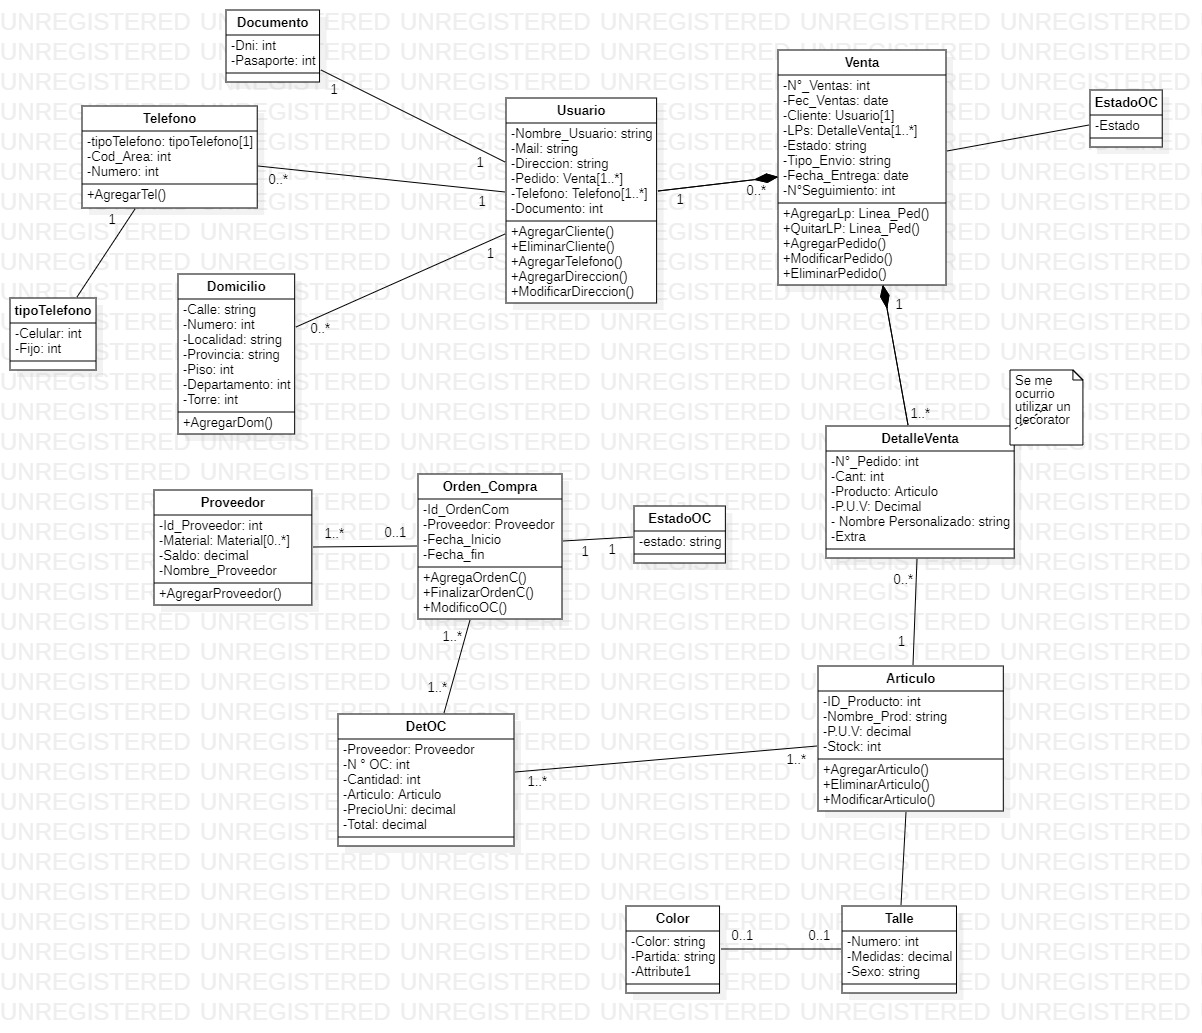 Documento
-Dni: int
-Pasaporte: int
1
Telefono
-tipoTelefono: tipoTelefono[1]
-Cod_Area: int
-Numero: int
+AgregarTel()
0..*
1
1
1
tipoTelefono
-Celular: int
-Fijo: int
Domicilio
-Calle: string
-Numero: int
-Localidad: string
-Provincia: string
-Piso: int
-Departamento: int
-Torre: int
+AgregarDom()
0..*
1
Usuario
-Nombre_Usuario: string
-Mail: string
-Direccion: string
-Pedido: Venta[1..*]
-Telefono: Telefono[1..*]
-Documento: int
+AgregarCliente()
+EliminarCliente()
+AgregarTelefono()
+AgregarDireccion()
+ModificarDireccion()
1
0..*
Venta
-N°_Ventas: int
-Fec_Ventas: date
-Cliente: Usuario[1]
-LPs: DetalleVenta[1..*]
-Estado: string
-Tipo_Envio: string
-Fecha_Entrega: date
-N°Seguimiento: int
+AgregarLp: Linea_Ped()
+QuitarLP: Linea_Ped()
+AgregarPedido()
+ModificarPedido()
+EliminarPedido()
EstadoOC
-Estado
1
1..*
Se me
ocurrio
utilizar un
decorator
DetalleVenta
-N°_Pedido: int
-Cant: int
-Producto: Articulo
-P.U.V: Decimal
- Nombre Personalizado: string
-Extra
0..*
1
Proveedor
-Id_Proveedor: int
-Material: Material[0..*]
-Saldo: decimal
-Nombre_Proveedor
+AgregarProveedor()
1..*
0..1
Orden_Compra
-Id_OrdenCom
-Proveedor: Proveedor
-Fecha_Inicio
-Fecha_fin
+AgregaOrdenC()
+FinalizarOrdenC()
+ModificoOC()
1
1
EstadoOC
-estado: string
1..*
1..*
DetOC
-Proveedor: Proveedor
-N ° OC: int
-Cantidad: int
-Articulo: Articulo
-PrecioUni: decimal
-Total: decimal
1..*
1..*
Articulo
-ID_Producto: int
-Nombre_Prod: string
-P.U.V: decimal
-Stock: int
+AgregarArticulo()
+EliminarArticulo()
+ModificarArticulo()
Color
-Color: string
-Partida: string
-Attribute1
0..1
0..1
Talle
-Numero: int
-Medidas: decimal
-Sexo: string
UNREGISTERED